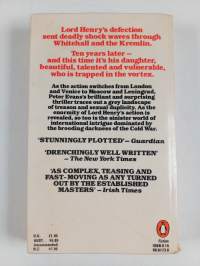 Lord Henry's defection
sent deadly shock waves through
Whitehall and the Kremlin.
Ten years later –
and this time it's his daughter,
beautiful, talented and vulnerable,
who is trapped in the vortex.
As the action switches from London
and Venice to Moscow and Leningrad,
Peter Evans's brilliant and surprising
thriller traces out a grey landscape
of treason and sexual duplicity. As the
enormity of Lord Henry's action is
revealed, so too is the sinister world of
international intrigue dominated by
the brooding darkness of the Cold War.
'STUNNINGLY PLOTTED' – Guardian
'DRENCHINGLY WELL WRITTEN'
– The New York Times
'AS COMPLEX, TEASING AND
FAST-MOVING AS ANY TURNED
OUT BY THE ESTABLISHED
MASTERS' – Irish Times
U.K.
AUST.
N.Z.
Fiction